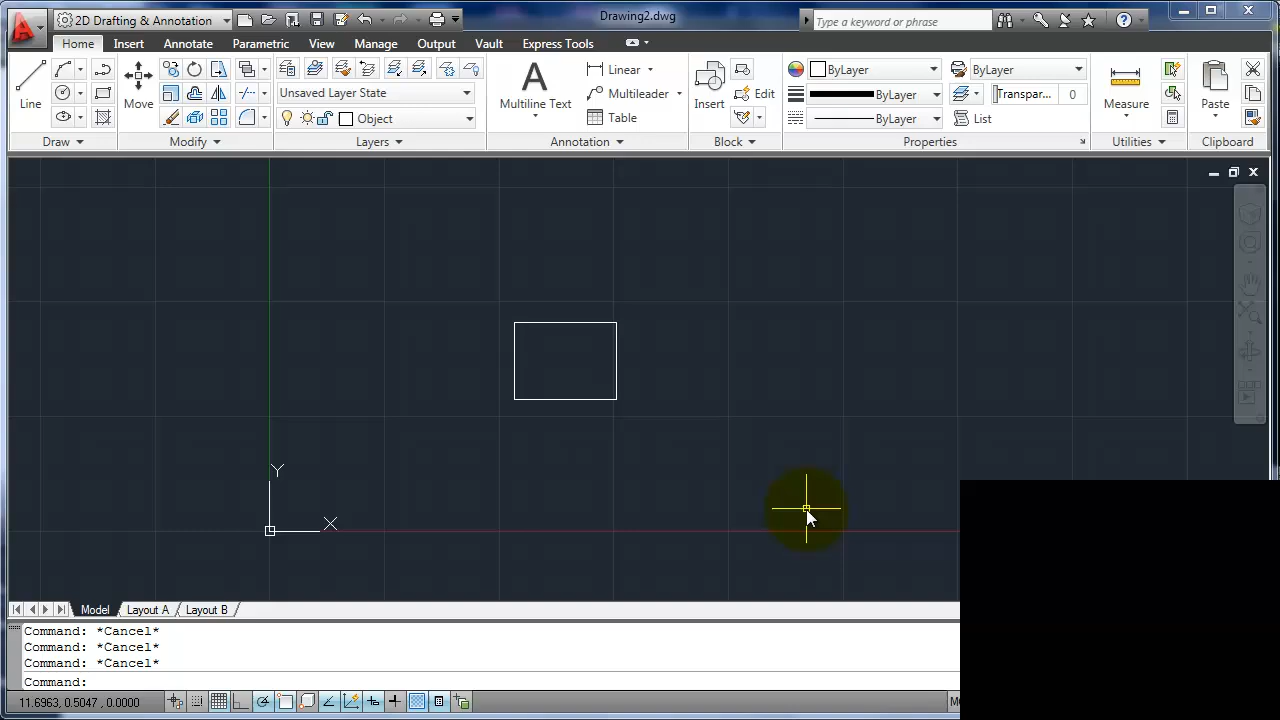 2D Drafting & Annotation
Drawing2.dwg
Type a keyword or phrase
Home Insert Annotate Parametric View Manage Output Vault Express Tools
Line
Move
Unsaved Layer State
Object
Multiline Text
Linear
Multileader
Table
Insert
Edit
ByLayer
ByLayer
ByLayer
ByLayer
Transpar... 0
List
Measure
Paste
Draw Modify Layers Annotation Block Properties Utilities Clipboard
Y
X
Model Layout A Layout B
Command: *Cancel*
Command: *Cancel*
Command: *Cancel*
Command:
11.6963, 0.5047, 0.0000